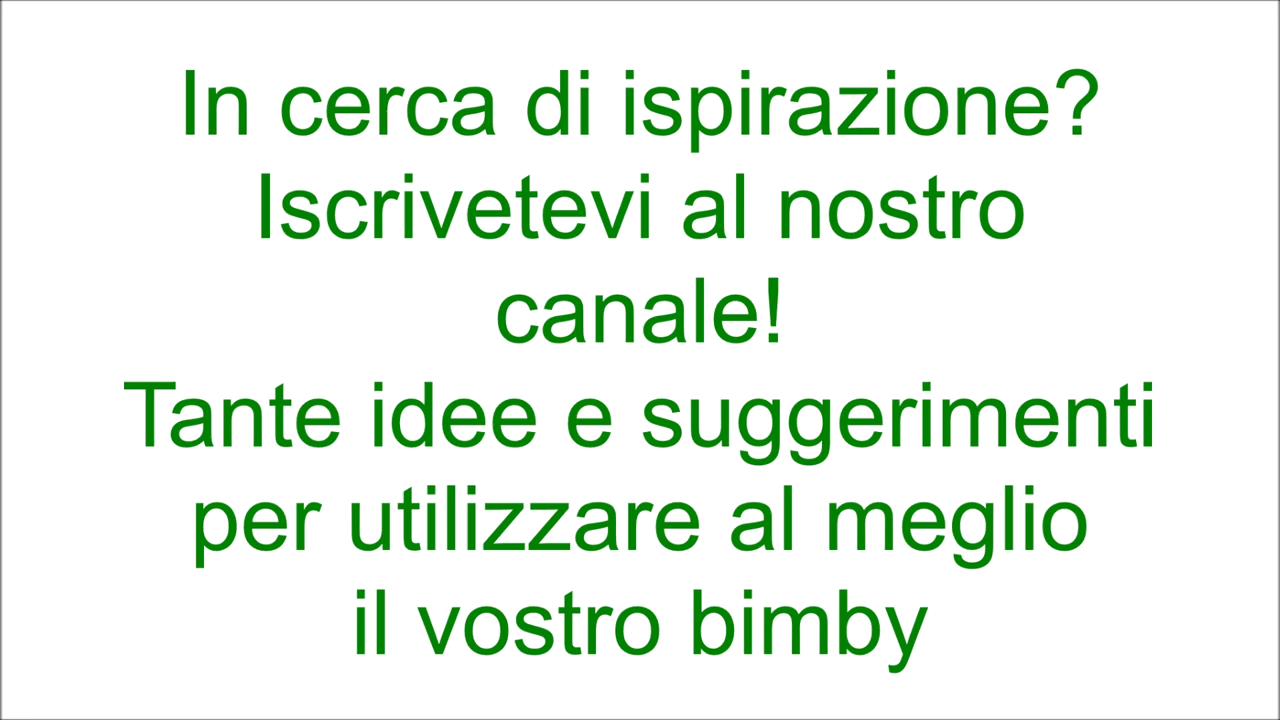 In cerca di ispirazione?
Iscrivetevi al nostro
canale!
Tante idee e suggerimenti
per utilizzare al meglio
il vostro bimby